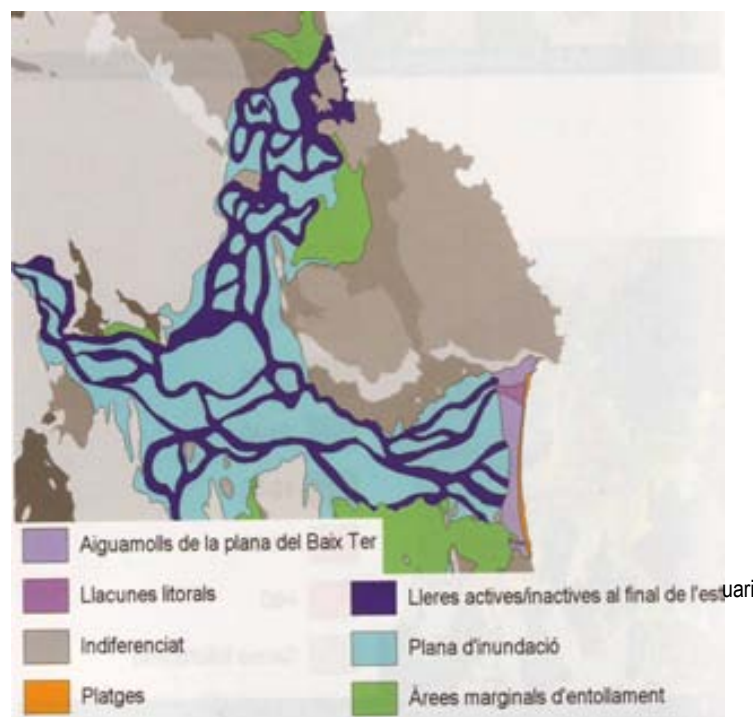 Aiguamolls de la plana del Baix Ter
Llacunes litorals
Indiferenciat
Platges
Lleres actives/inactives al final de l'estuari
Plana d'inundació
Àrees marginals d'entollament